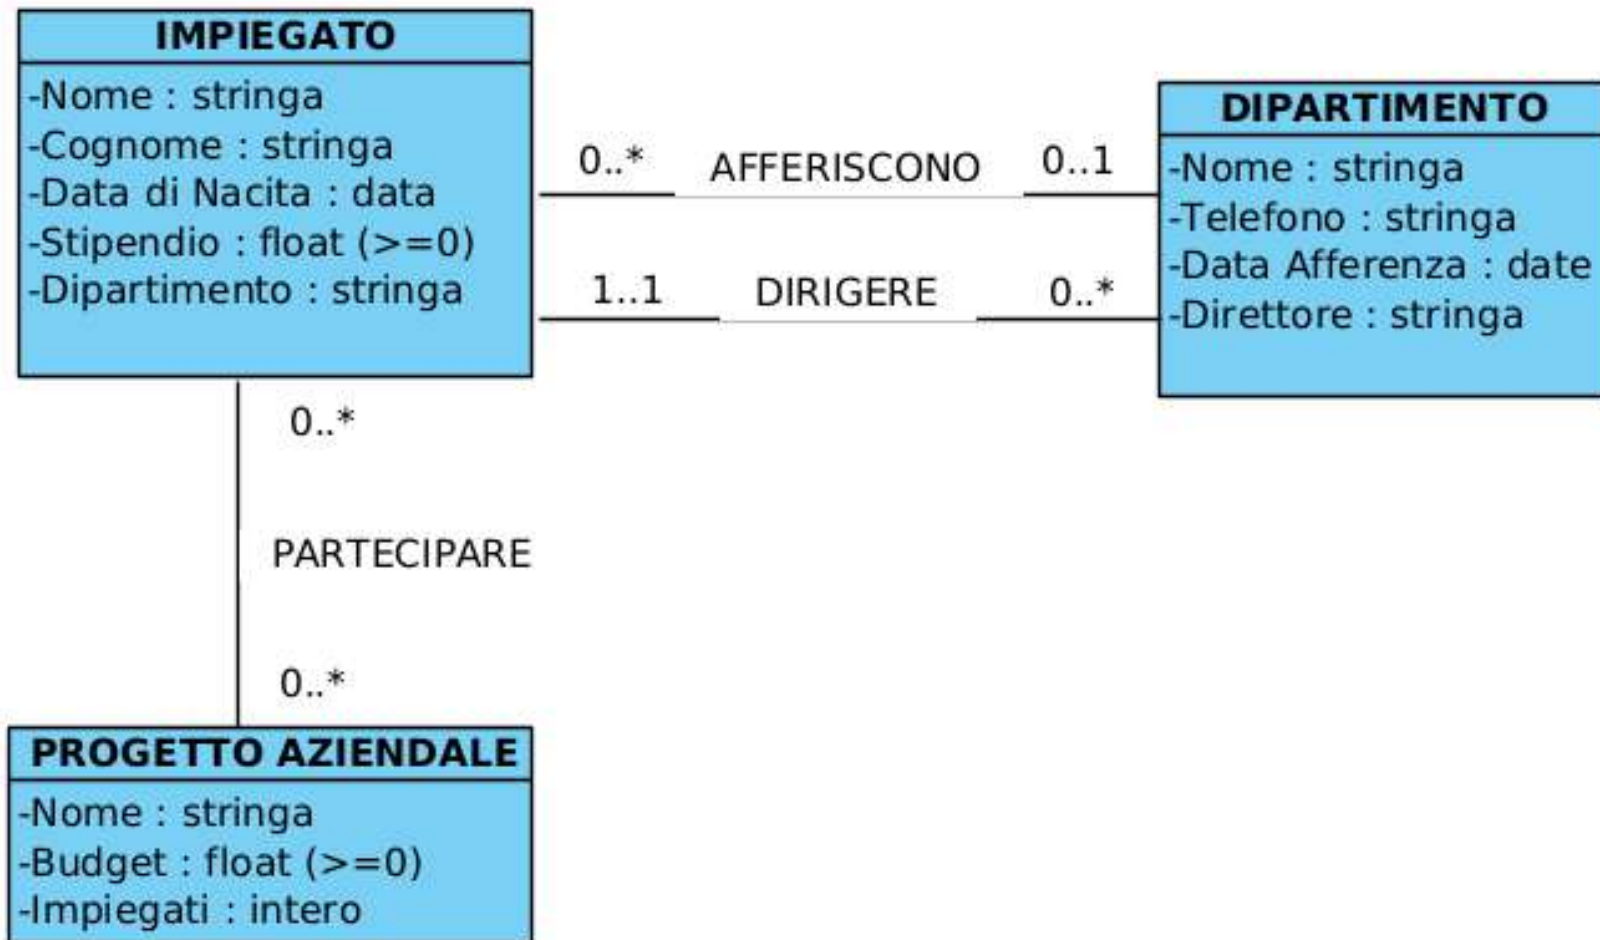 IMPIEGATO
-Nome : stringa
-Cognome : stringa
-Data di Nacita : data
-Stipendio : float (>=0)
-Dipartimento : stringa
0..* AFFERISCONO 0..1
1..1 DIRIGERE 0..*
DIPARTIMENTO
-Nome : stringa
-Telefono : stringa
-Data Afferenza : date
-Direttore : stringa
0..*
PARTECIPARE
0..*
PROGETTO AZIENDALE
-Nome : stringa
-Budget : float (>=0)
-Impiegati : intero